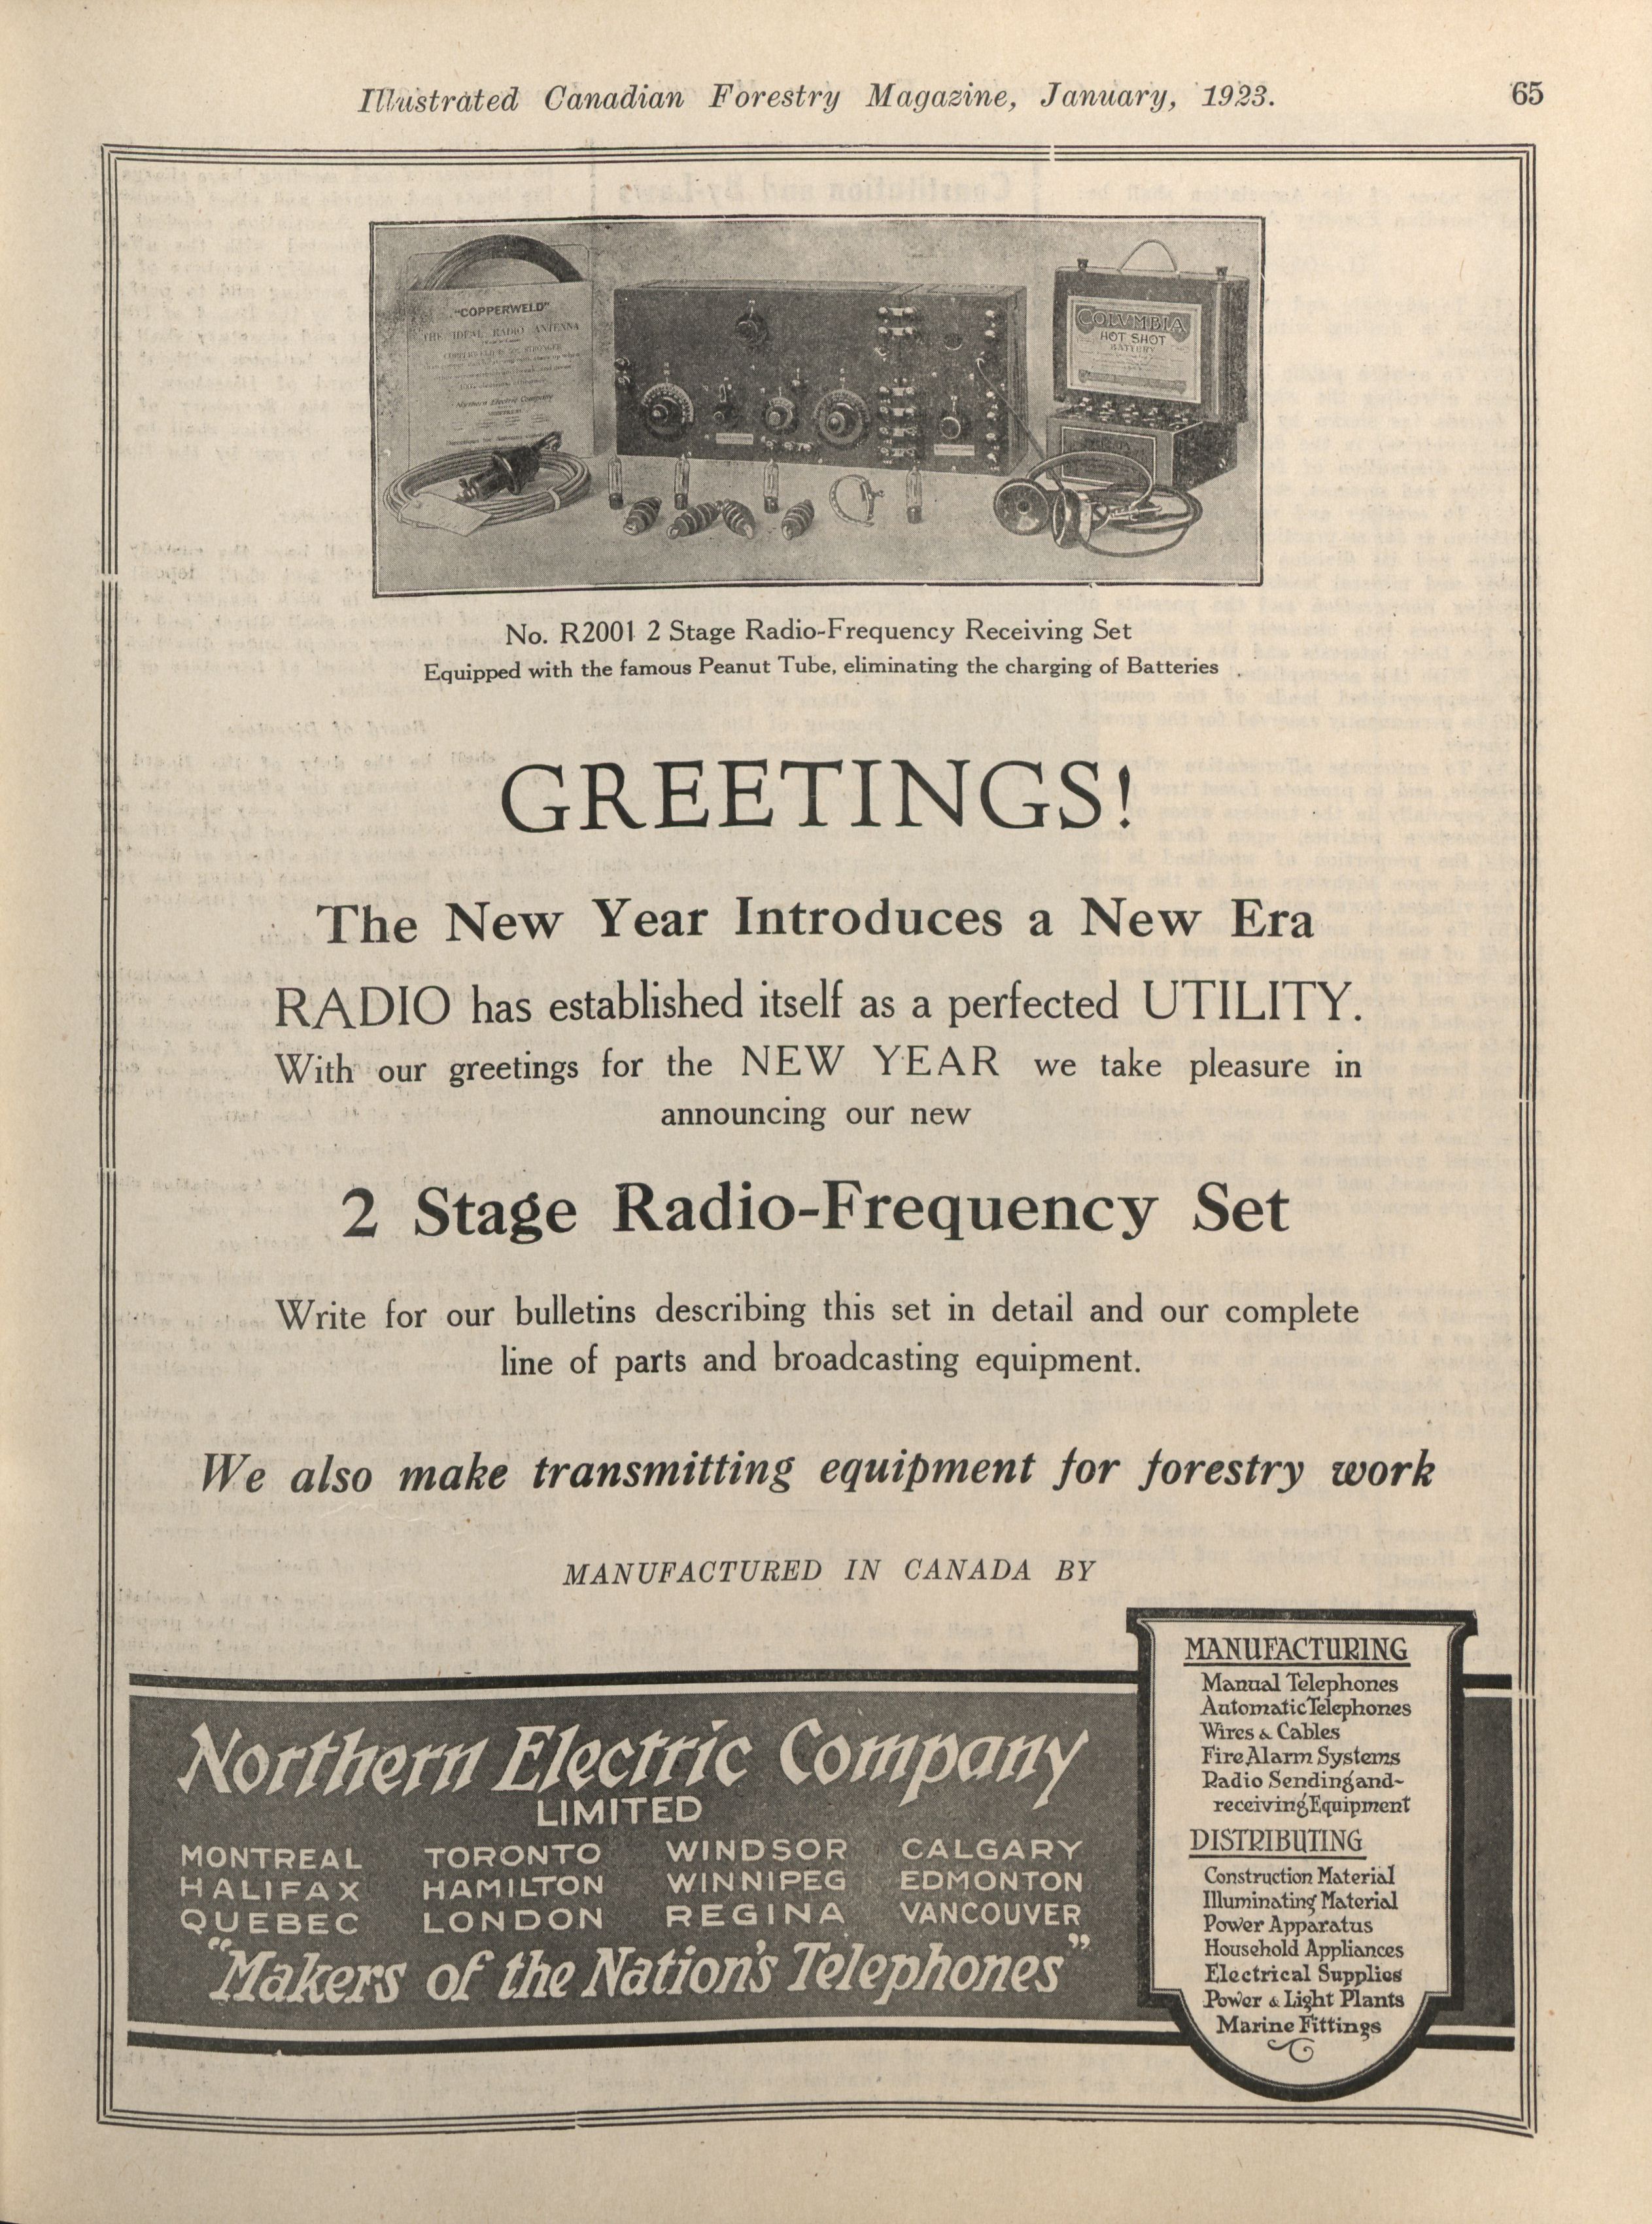 Illustrated Canadian Forestry Magazine, January, 1923.
65
"COPPERWELD"
THE IDEAL RADIO ANTENNA
Northern Electric Company
COLVMBIA
HOT SHOT
BATTERY
No. R2001 2 Stage Radio-Frequency Receiving Set
Equipped with the famous Peanut Tube, eliminating the charging of Batteries
GREETINGS!
The New Year Introduces a New Era
RADIO has established itself as a perfected UTILITY.
With our greetings for the NEW YEAR we take pleasure in
announcing our new
2 Stage Radio-Frequency Set
Write for our bulletins describing this set in detail and our complete
line of parts and broadcasting equipment.
We also make transmitting equipment for forestry work
MANUFACTURED IN CANADA BY
Northern Electric Company
LIMITED
MONTREAL TORONTO WINDSOR CALGARY
HALIFAX HAMILTON WINNIPEG EDMONTON
QUEBEC LONDON REGINA VANCOUVER
"Makers of the Nation's Telephones"
MANUFACTURING
Manual Telephones
Automatic Telephones
Wires & Cables
Fire Alarm Systems
Radio Sending and-
receiving Equipment
DISTRIBUTING
Construction Material
Illuminating Material
Power Apparatus
Household Appliances
Electrical Supplies
Power & Light Plants
Marine Fittings